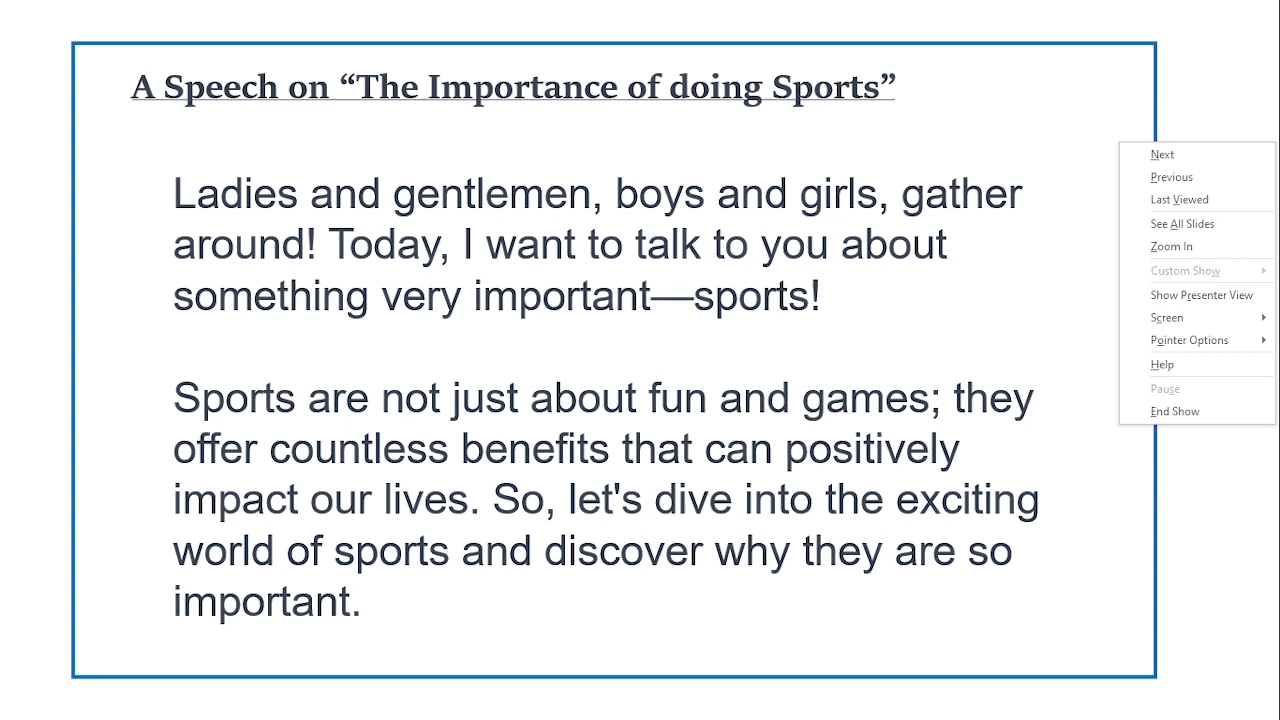 A Speech on “The Importance of doing Sports”
Ladies and gentlemen, boys and girls, gather
around! Today, I want to talk to you about
something very important—sports!
Sports are not just about fun and games; they
offer countless benefits that can positively
impact our lives. So, let's dive into the exciting
world of sports and discover why they are so
important.
Next
Previous
Last Viewed
See All Slides
Zoom In
Custom Show
Show Presenter View
Screen
Pointer Options
Help
Pause
End Show